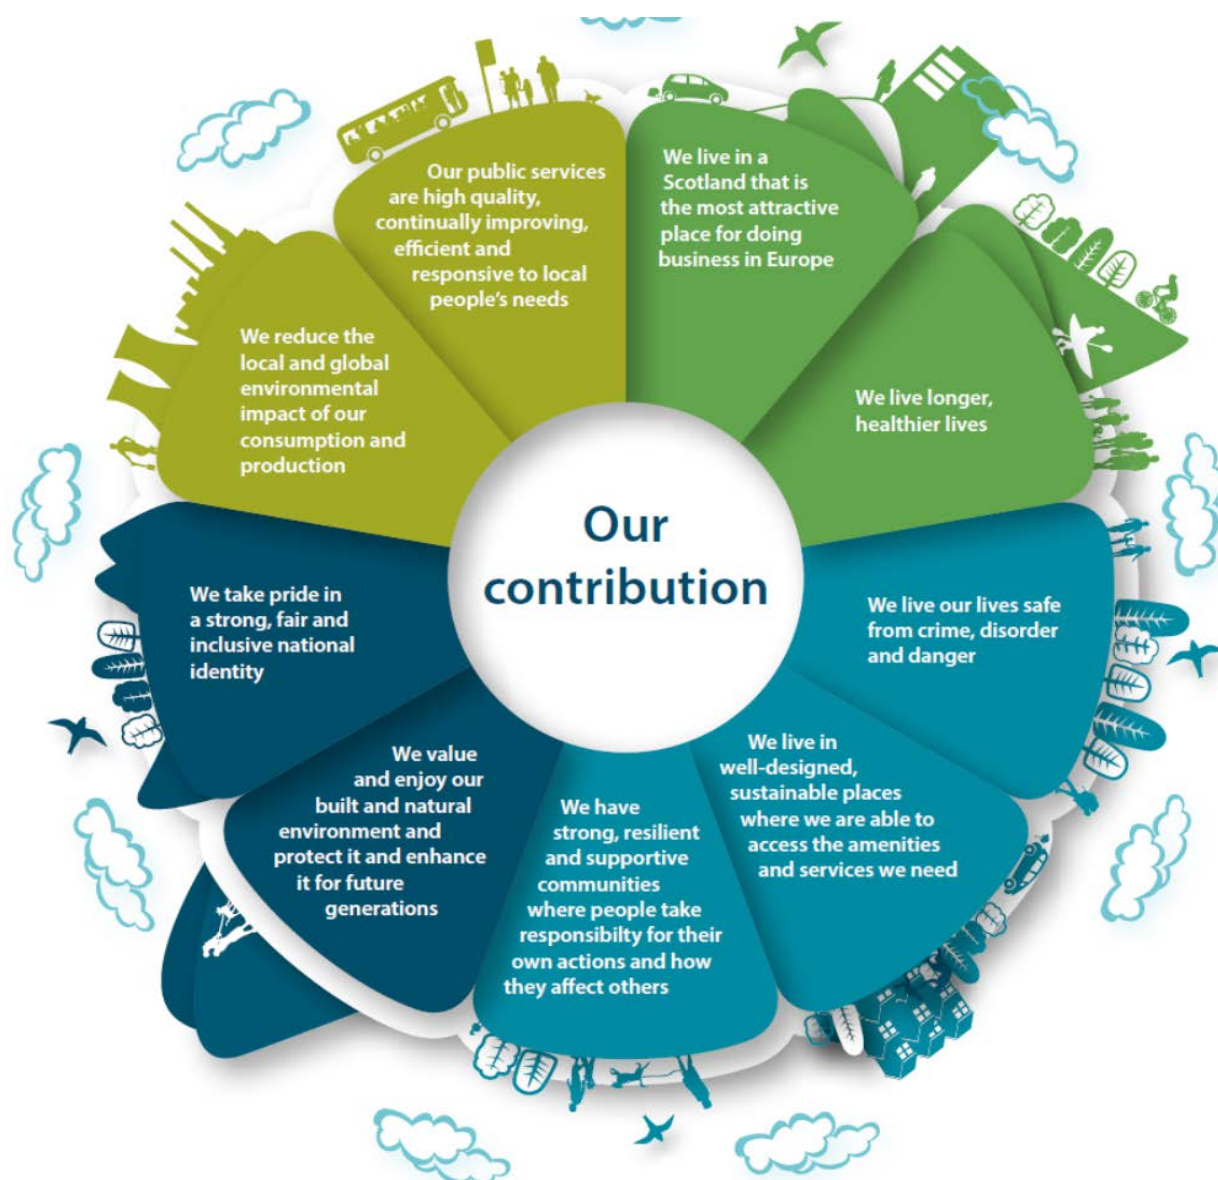 Our public services
are high quality,
continually improving,
efficient and
responsive to local
people's needs
We live in a
Scotland that is
the most attractive
place for doing
business in Europe
We live longer,
healthier lives
We live our lives safe
from crime, disorder
and danger
We live in
well-designed,
sustainable places
where we are able to
access the amenities
and services we need
We have
strong, resilient
and supportive
communities
where people take
responsibilty for their
own actions and how
they affect others
We value
and enjoy our
built and natural
environment and
protect it and enhance
it for future
generations
We take pride in
a strong, fair and
inclusive national
identity
We reduce the
local and global
environmental
impact of our
consumption and
production
Our
contribution